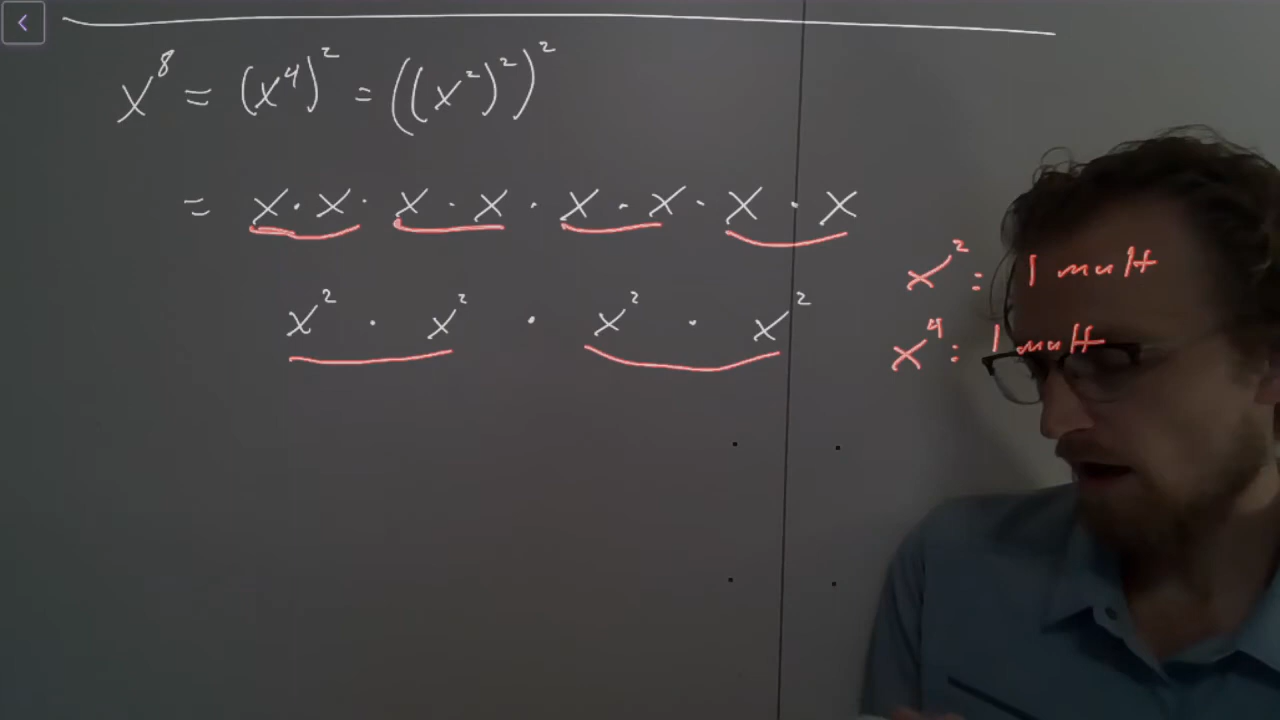 x^8 = (x^4)^2 = ((x^2)^2)^2
= x · x · x · x · x · x · x · x
x^2 : 1 mult
x^2 · x^2 · x^2 · x^2
x^4 : 1 mult